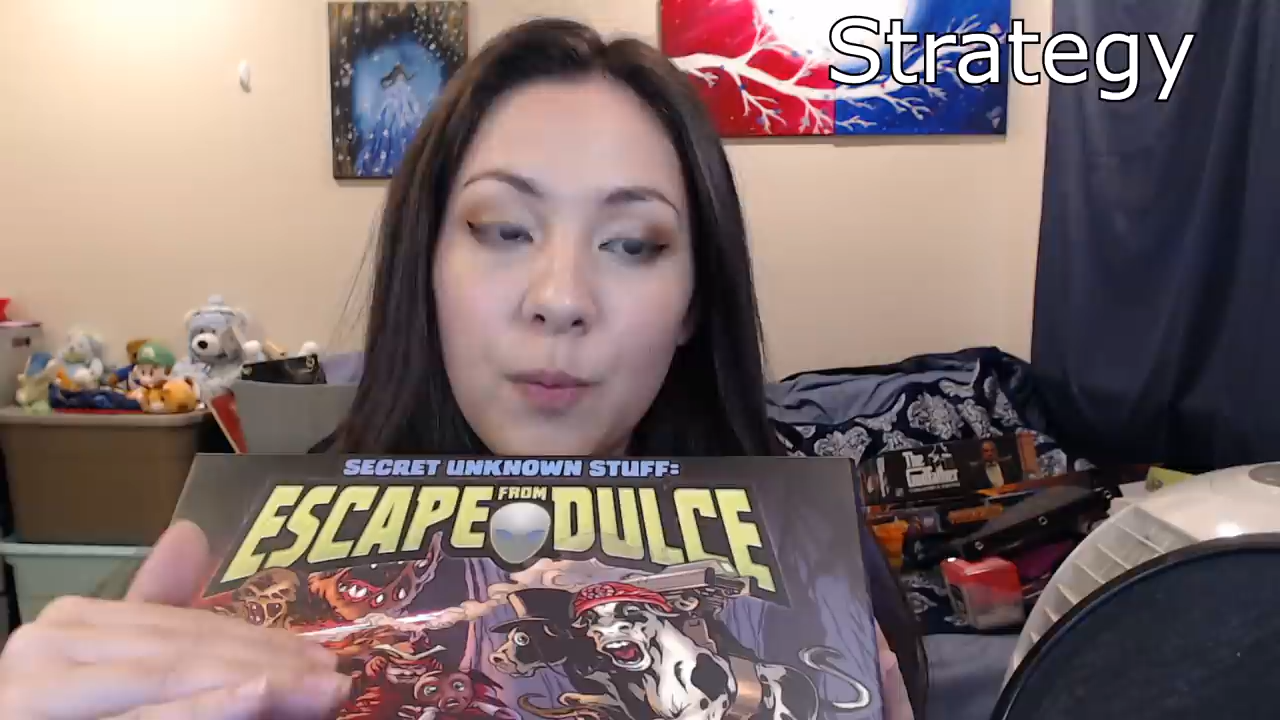 Strategy
SECRET UNKNOWN STUFF:
ESCAPE FROM DULCE
The
Godfather